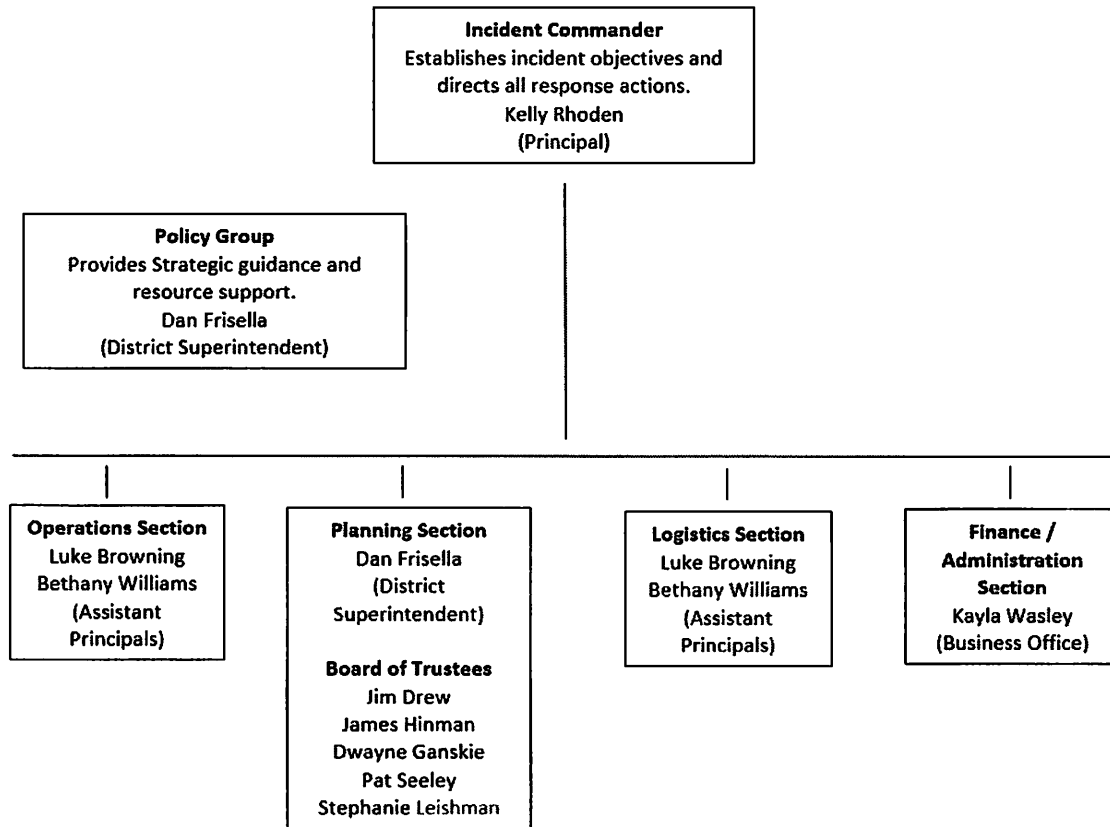 Incident Commander
Establishes incident objectives and
directs all response actions.
Kelly Rhoden
(Principal)
Policy Group
Provides Strategic guidance and
resource support.
Dan Frisella
(District Superintendent)
Operations Section
Luke Browning
Bethany Williams
(Assistant
Principals)
Planning Section
Dan Frisella
(District
Superintendent)
Board of Trustees
Jim Drew
James Hinman
Dwayne Ganskie
Pat Seeley
Stephanie Leishman
Logistics Section
Luke Browning
Bethany Williams
(Assistant
Principals)
Finance /
Administration
Section
Kayla Wasley
(Business Office)